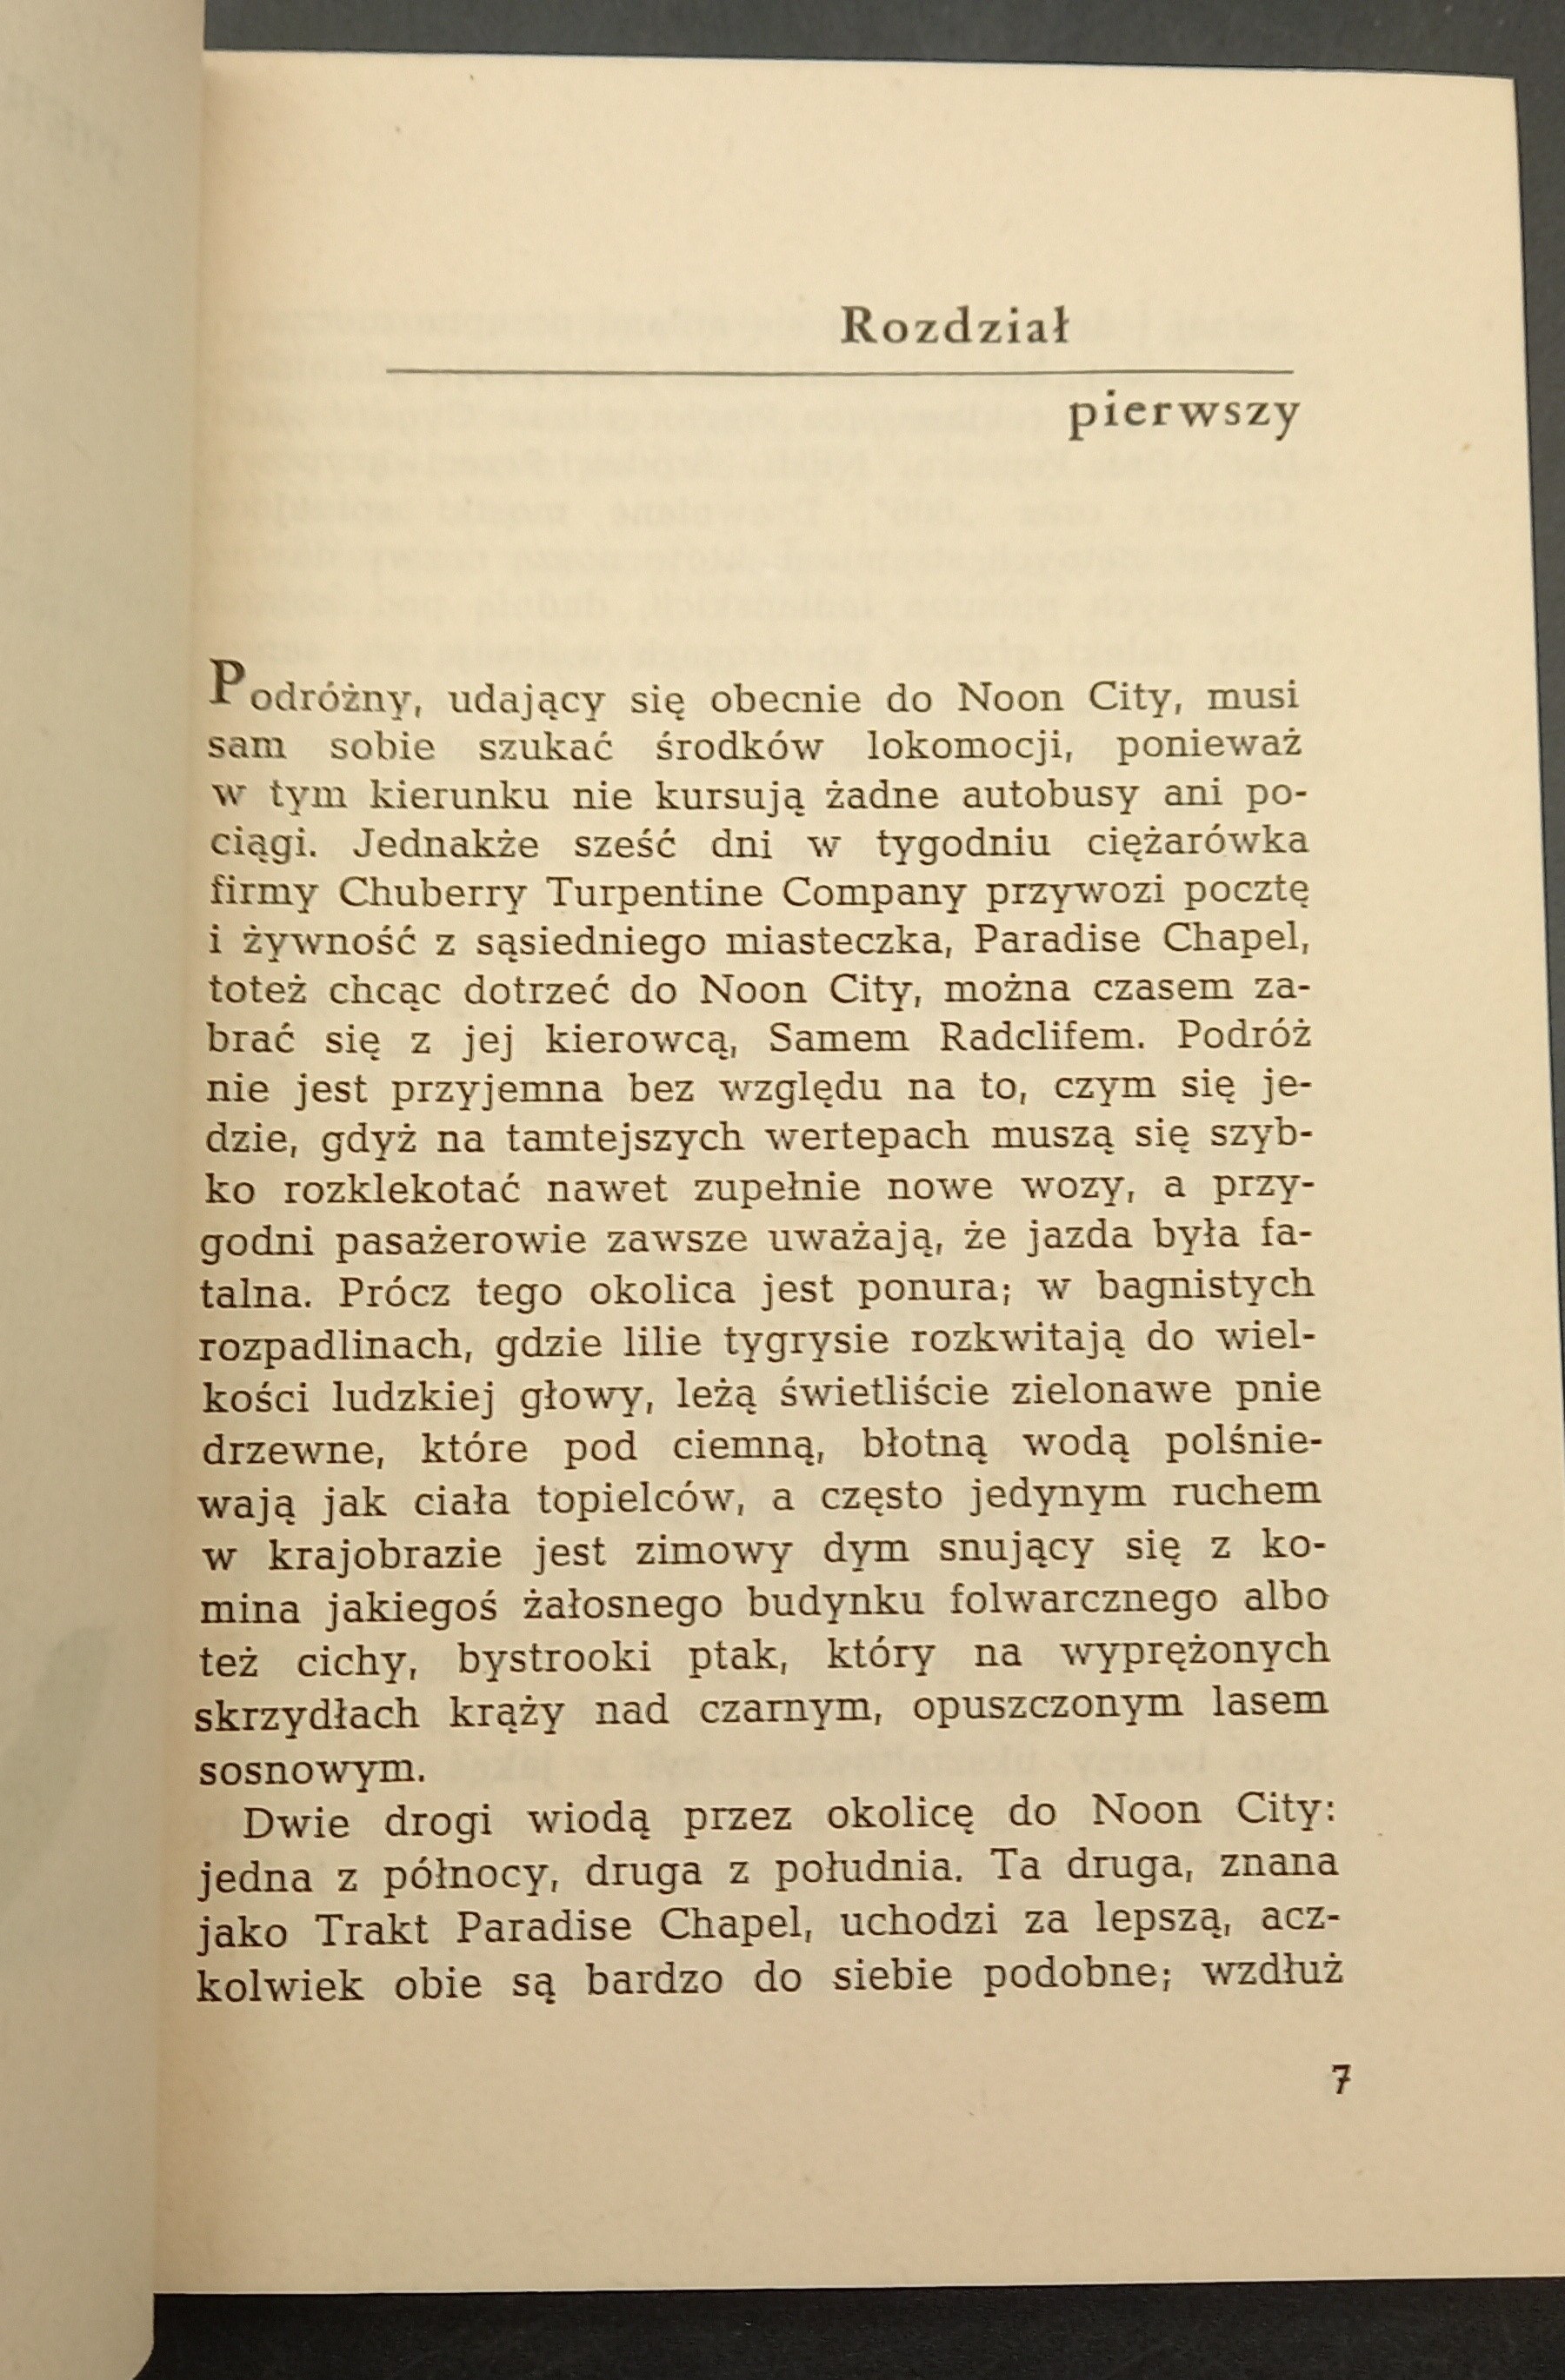 Rozdział
pierwszy
Podróżny, udający się obecnie do Noon City, musi
sam sobie szukać środków lokomocji, ponieważ
w tym kierunku nie kursują żadne autobusy ani po-
ciągi. Jednakże sześć dni w tygodniu ciężarówka
firmy Chuberry Turpentine Company przywozi pocztę
i żywność z sąsiedniego miasteczka, Paradise Chapel,
toteż chcąc dotrzeć do Noon City, można czasem za-
brać się z jej kierowcą, Samem Radclifem. Podróż
nie jest przyjemna bez względu na to, czym się je-
dzie, gdyż na tamtejszych wertepach muszą się szyb-
ko rozklekotać nawet zupełnie nowe wozy, a przy-
godni pasażerowie zawsze uważają, że jazda była fa-
talna. Prócz tego okolica jest ponura; w bagnistych
rozpadlinach, gdzie lilie tygrysie rozkwitają do wiel-
kości ludzkiej głowy, leżą świetliście zielonawe pnie
drzewne, które pod ciemną, błotną wodą polśnie-
wają jak ciała topielców, a często jedynym ruchem
w krajobrazie jest zimowy dym snujący się z ko-
mina jakiegoś żałosnego budynku folwarcznego albo
też cichy, bystrooki ptak, który na wyprężonych
skrzydłach krąży nad czarnym, opuszczonym lasem
sosnowym.
Dwie drogi wiodą przez okolicę do Noon City:
jedna z północy, druga z południa. Ta druga, znana
jako Trakt Paradise Chapel, uchodzi za lepszą, acz-
kolwiek obie są bardzo do siebie podobne; wzdłuż
7